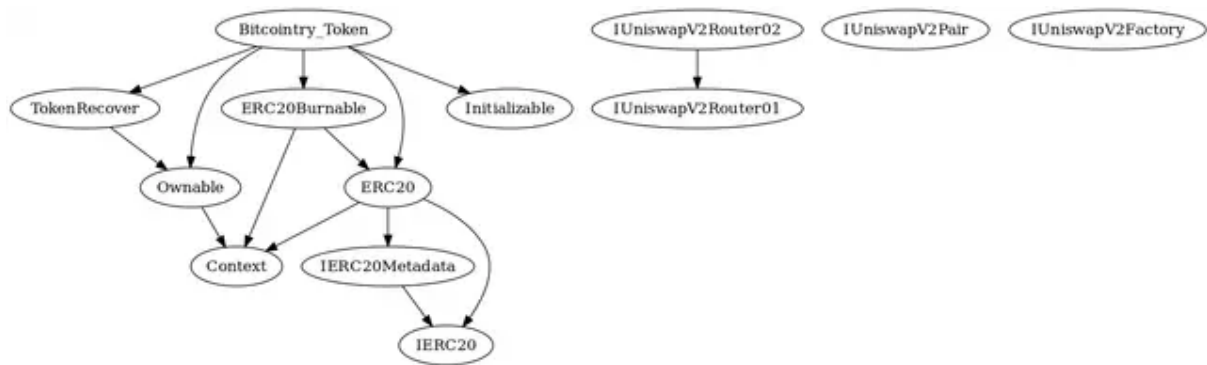 Bitcointry_Token
IUniswapV2Router02
IUniswapV2Pair
IUniswapV2Factory
TokenRecover
ERC20Burnable
Initializable
IUniswapV2Router01
Ownable
ERC20
Context
IERC20Metadata
IERC20